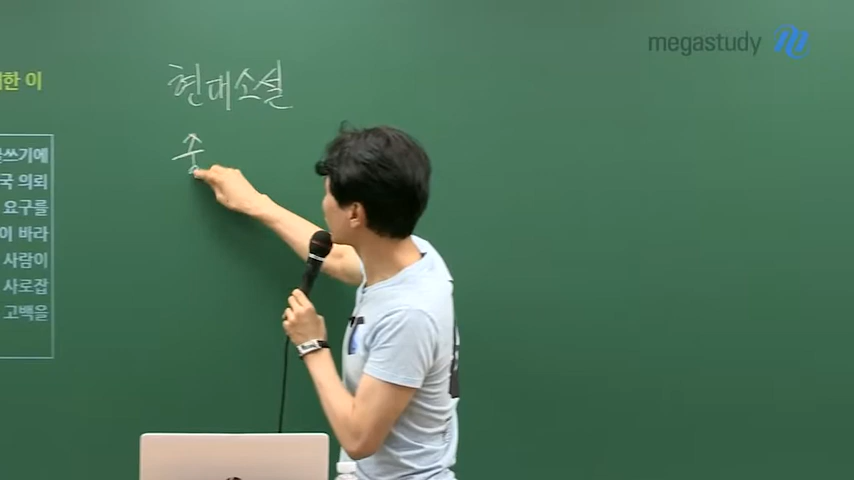 megastudy
한 이
현대소설
쓰기에
국 의뢰
요구를
이 바라
사람이
사로잡
고백을